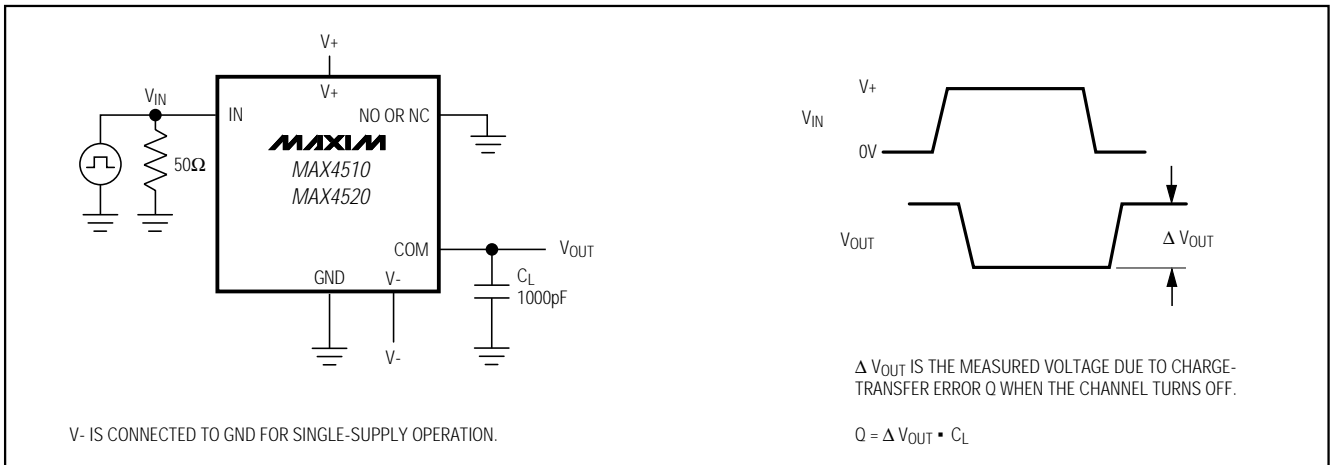 V+
V+
VIN
IN
NO OR NC
50Ω
MAXIM
MAX4510
MAX4520
COM
VOUT
GND
V-
CL
1000pF
V-
V- IS CONNECTED TO GND FOR SINGLE-SUPPLY OPERATION.
V+
VIN
0V
VOUT
Δ VOUT
Δ VOUT IS THE MEASURED VOLTAGE DUE TO CHARGE-
TRANSFER ERROR Q WHEN THE CHANNEL TURNS OFF.
Q = Δ VOUT ▪ CL